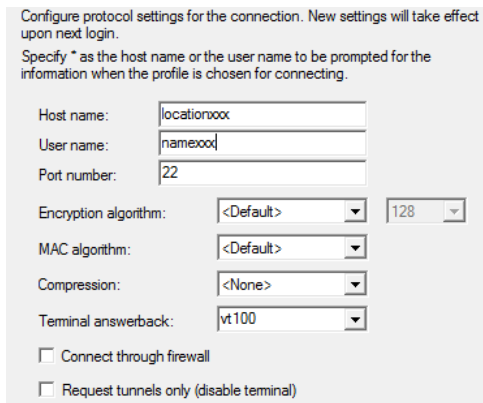 Configure protocol settings for the connection. New settings will take effect
upon next login.
Specify * as the host name or the user name to be prompted for the
information when the profile is chosen for connecting.
Host name: locationxxx
User name: namexxx
Port number: 22
Encryption algorithm: <Default> 128
MAC algorithm: <Default>
Compression: <None>
Terminal answerback: vt100
Connect through firewall
Request tunnels only (disable terminal)